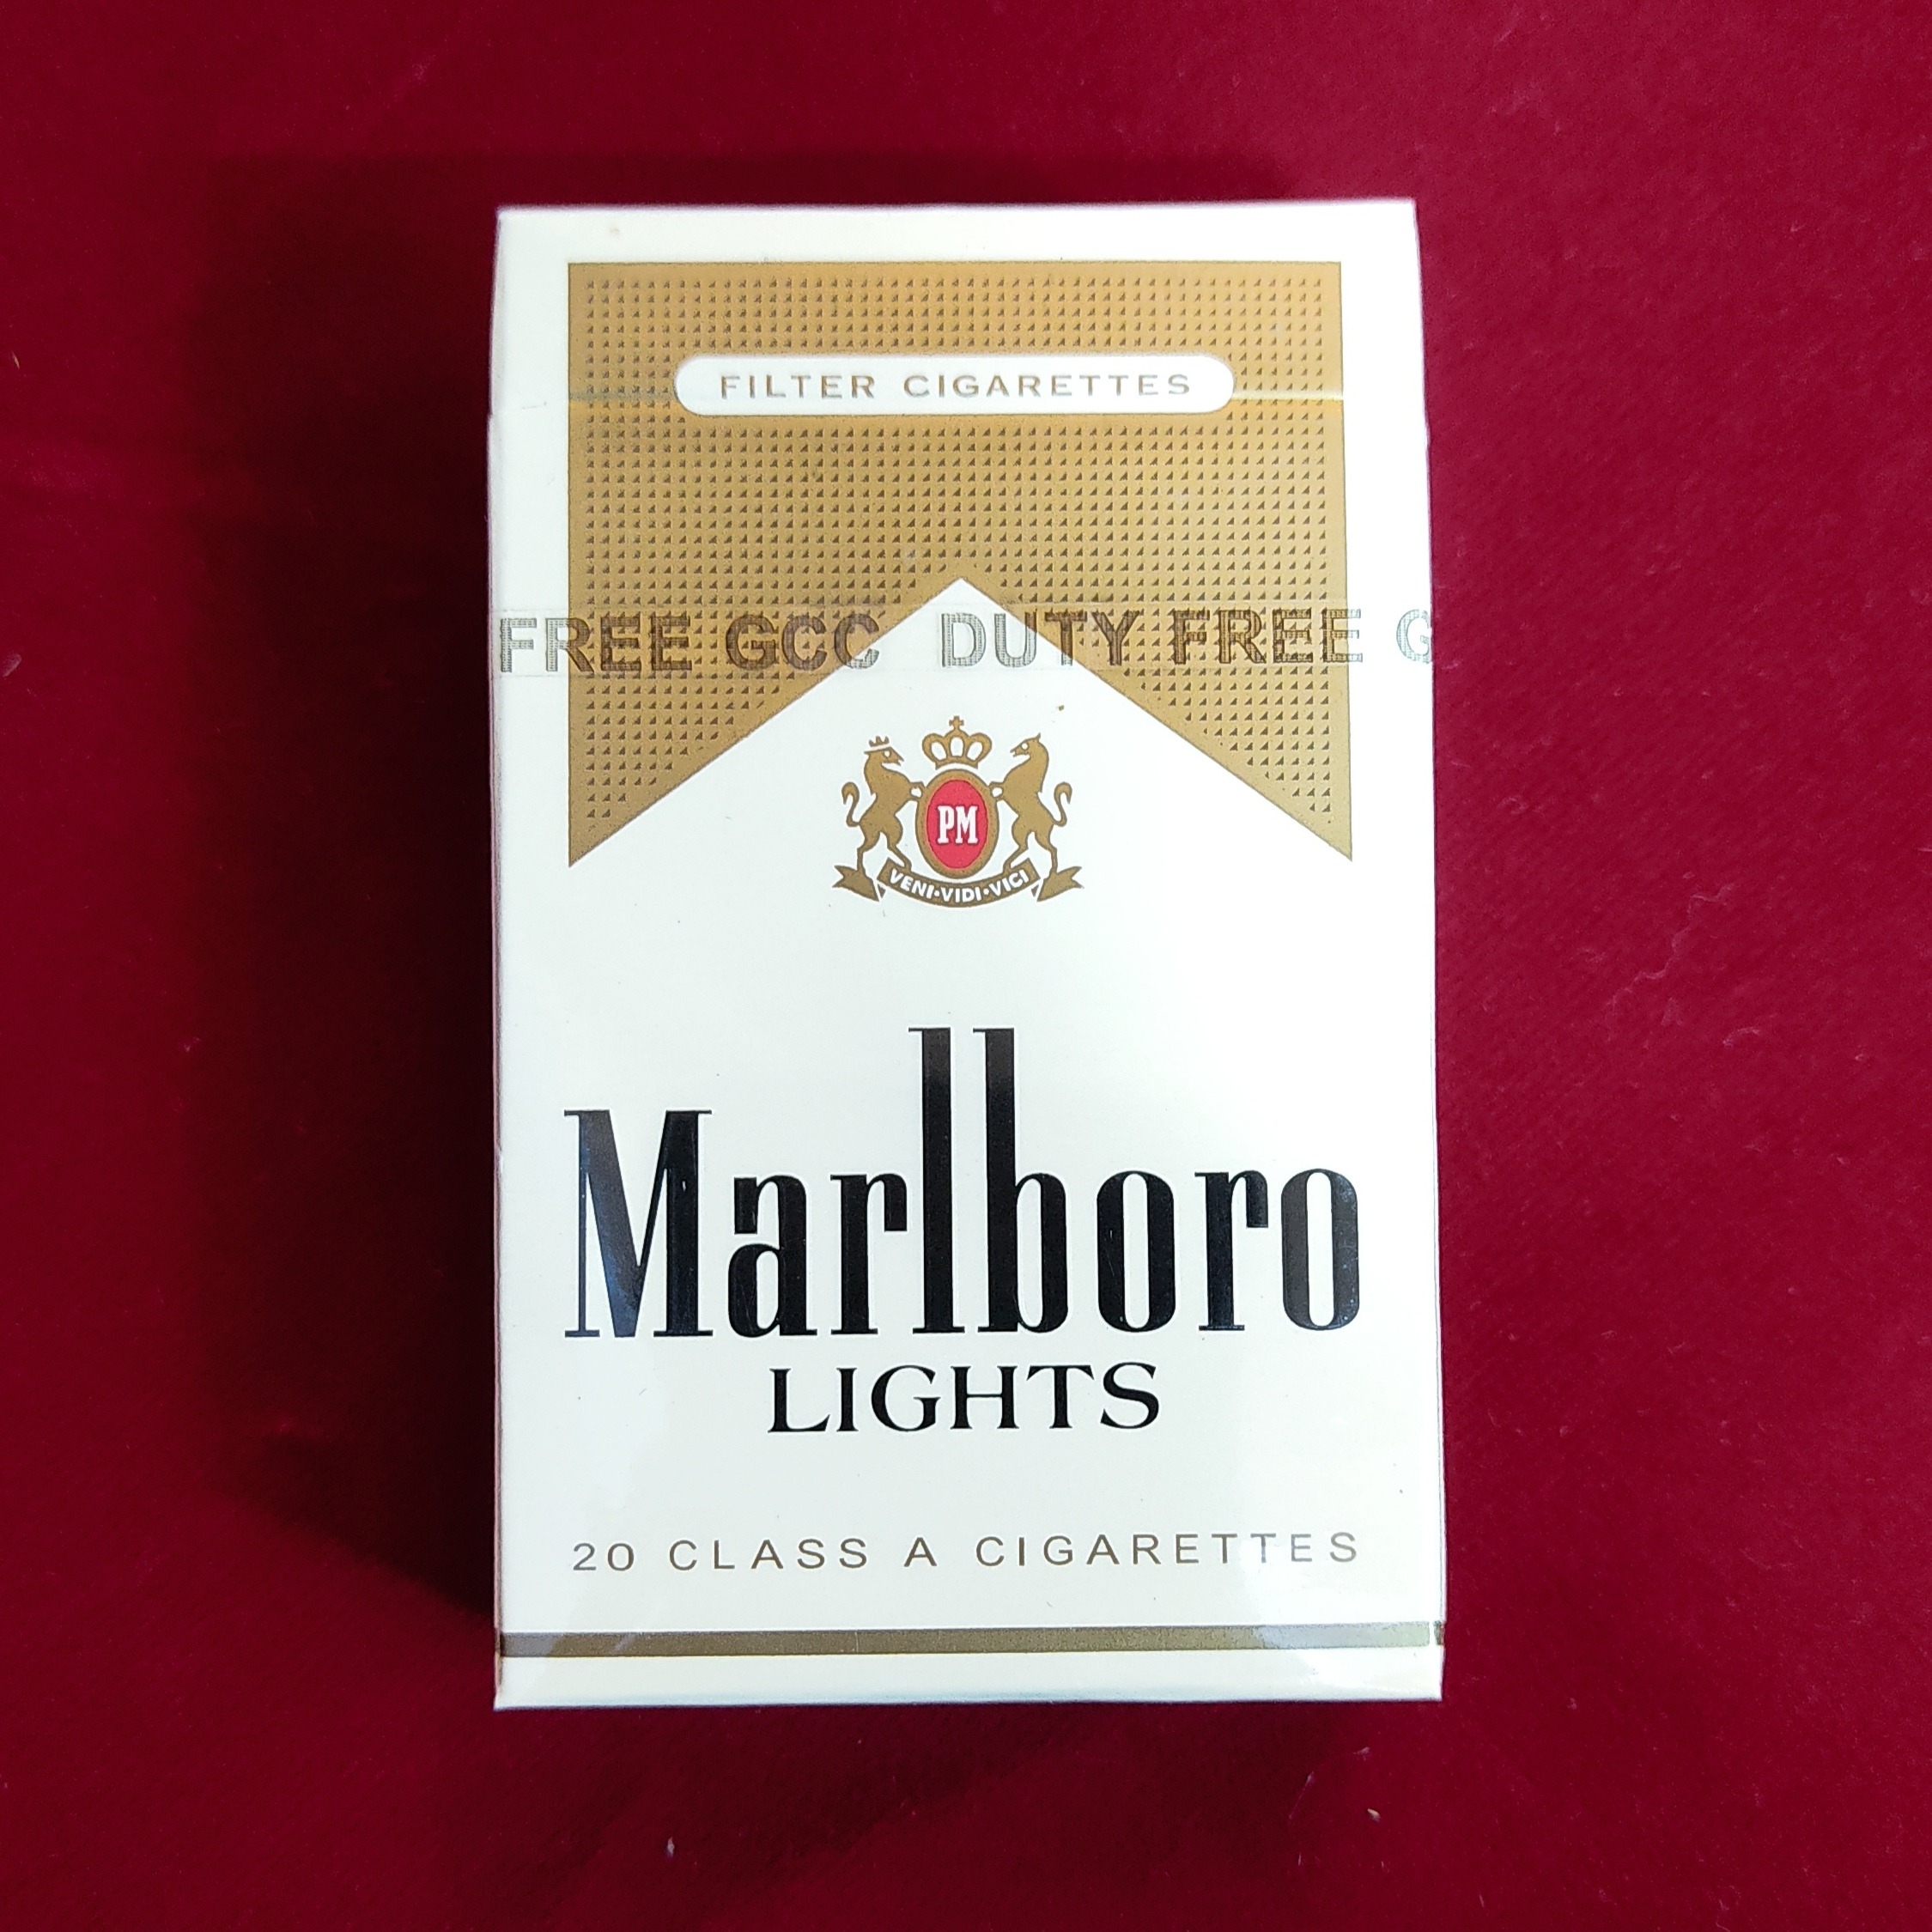 FILTER CIGARETTES
FREE GCC DUTY FREE G
PM
VENI·VIDI·VICI
Marlboro
LIGHTS
20 CLASS A CIGARETTES